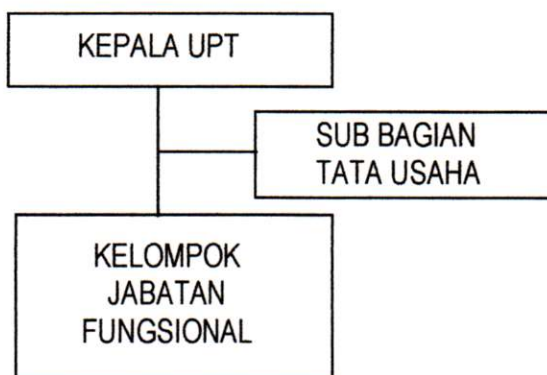 KEPALA UPT
SUB BAGIAN
TATA USAHA
KELOMPOK
JABATAN
FUNGSIONAL